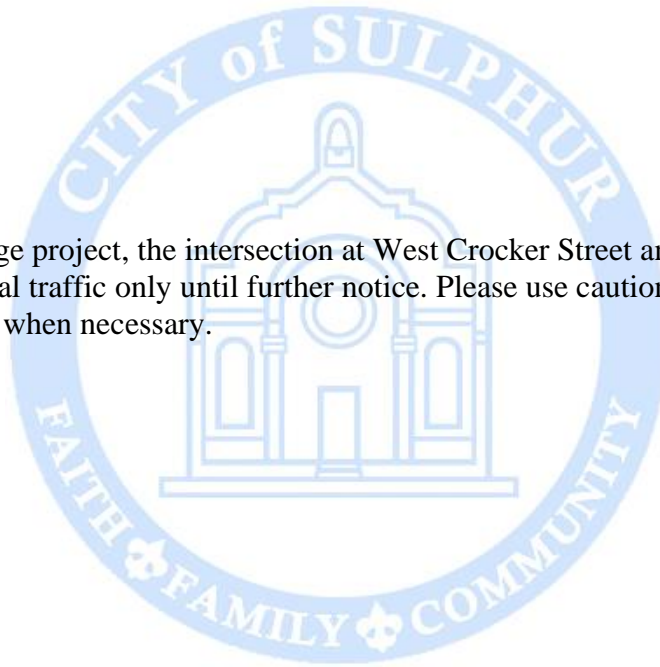 CITY of SULPHUR
ge project, the intersection at West Crocker Street
al traffic only until further notice. Please use caution
when necessary.
FAITH FAMILY COMMUNITY